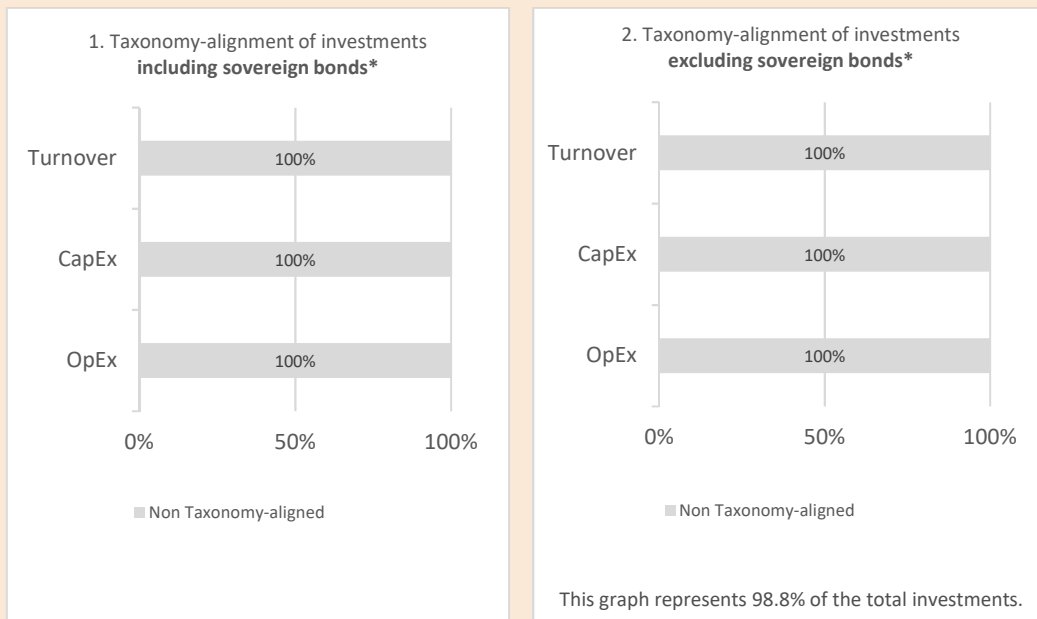 1. Taxonomy-alignment of investments
including sovereign bonds*
Turnover
100%
CapEx
100%
OpEx
100%
0%
50%
100%
Non Taxonomy-aligned
2. Taxonomy-alignment of investments
excluding sovereign bonds*
Turnover
100%
CapEx
100%
OpEx
100%
0%
50%
100%
Non Taxonomy-aligned
This graph represents 98.8% of the total investments.